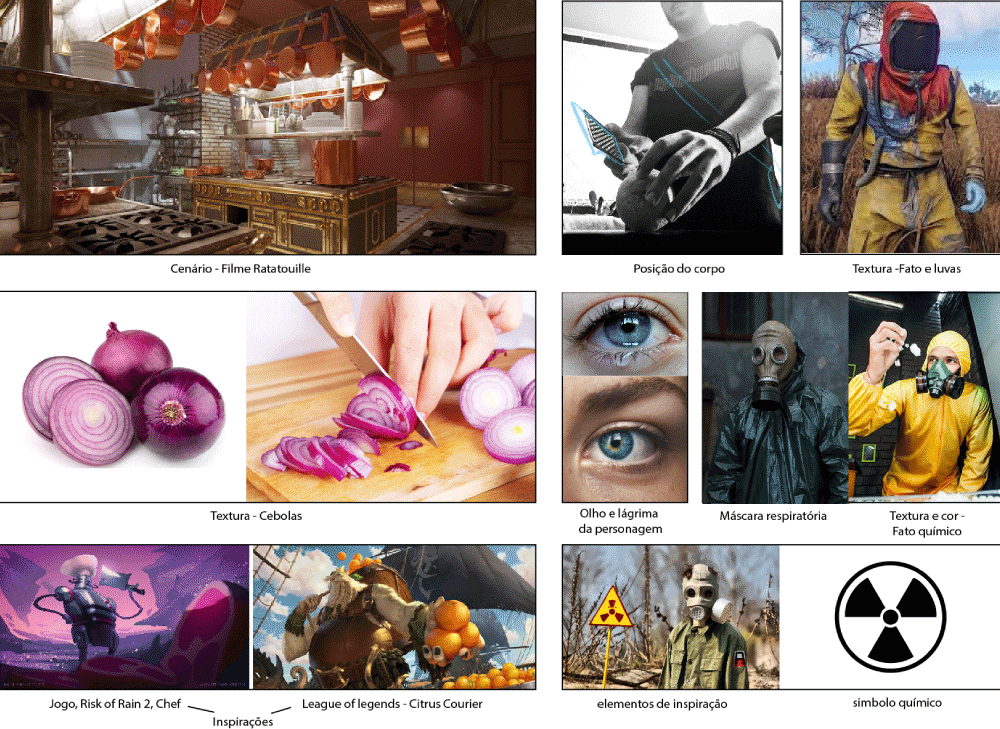 Cenário - Filme Ratatouille
Posição do corpo
Textura -Fato e luvas
Textura - Cebolas
Olho e lágrima
da personagem
Máscara respiratória
Textura e cor -
Fato químico
Jogo, Risk of Rain 2, Chef
League of legends - Citrus Courier
Inspirações
elementos de inspiração
simbolo químico